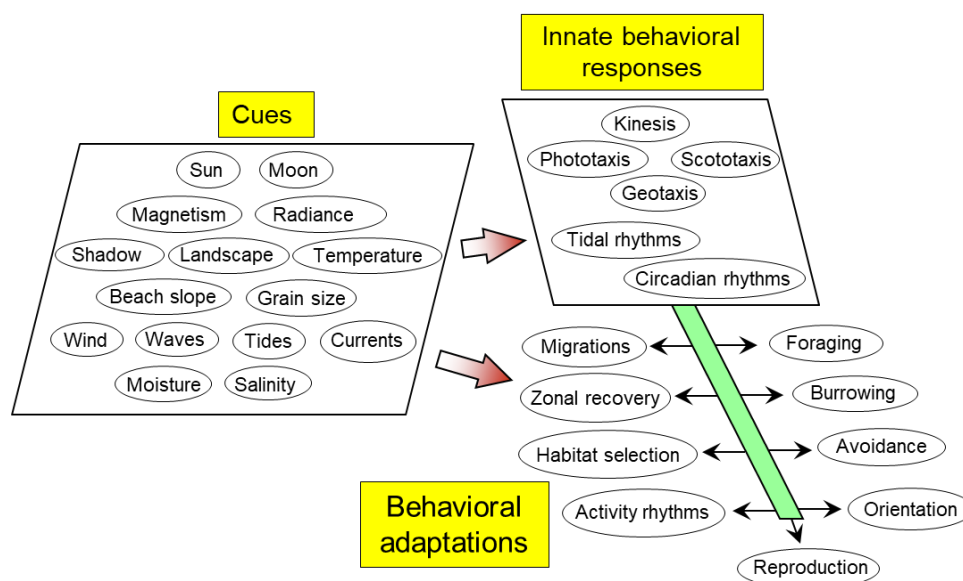 Innate behavioral
responses
Cues
Kinesis
Phototaxis
Scototaxis
Geotaxis
Tidal rhythms
Circadian rhythms
Sun
Moon
Magnetism
Radiance
Shadow
Landscape
Temperature
Beach slope
Grain size
Wind
Waves
Tides
Currents
Moisture
Salinity
Migrations
Foraging
Zonal recovery
Burrowing
Habitat selection
Avoidance
Activity rhythms
Orientation
Reproduction
Behavioral
adaptations